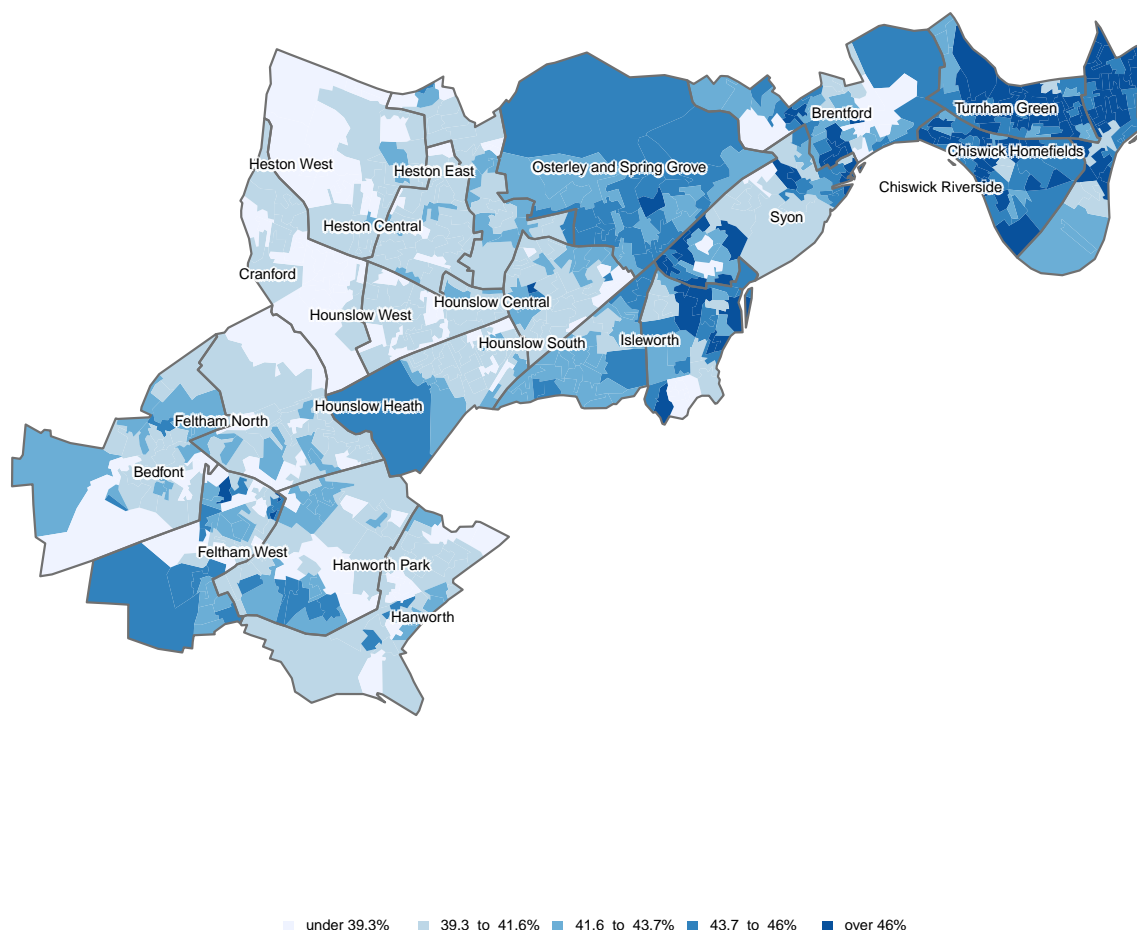 Turnham Green
Brentford
Chiswick Homefields
Heston West
Heston East
Osterley and Spring Grove
Chiswick Riverside
Syon
Heston Central
Cranford
Hounslow Central
Hounslow West
Hounslow South
Isleworth
Hounslow Heath
Feltham North
Bedfont
Feltham West
Hanworth Park
Hanworth
under 39.3% 39.3 to 41.6% 41.6 to 43.7% 43.7 to 46% over 46%